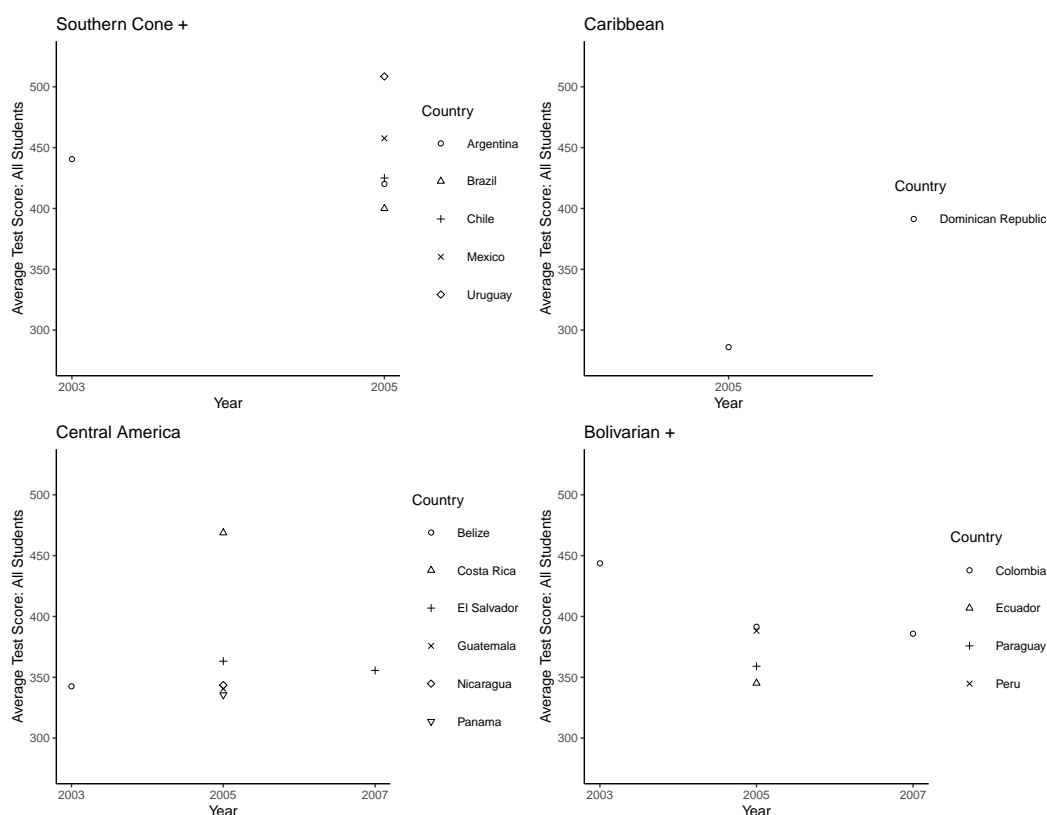 Southern Cone +
Average Test Score: All Students
500
450
400
350
300
2003
2005
Year
Country
Argentina
Brazil
Chile
Mexico
Uruguay
Caribbean
Average Test Score: All Students
500
450
400
350
300
2005
Year
Country
Dominican Republic
Central America
Average Test Score: All Students
500
450
400
350
300
2003
2005
2007
Year
Country
Belize
Costa Rica
El Salvador
Guatemala
Nicaragua
Panama
Bolivarian +
Average Test Score: All Students
500
450
400
350
300
2003
2005
2007
Year
Country
Colombia
Ecuador
Paraguay
Peru